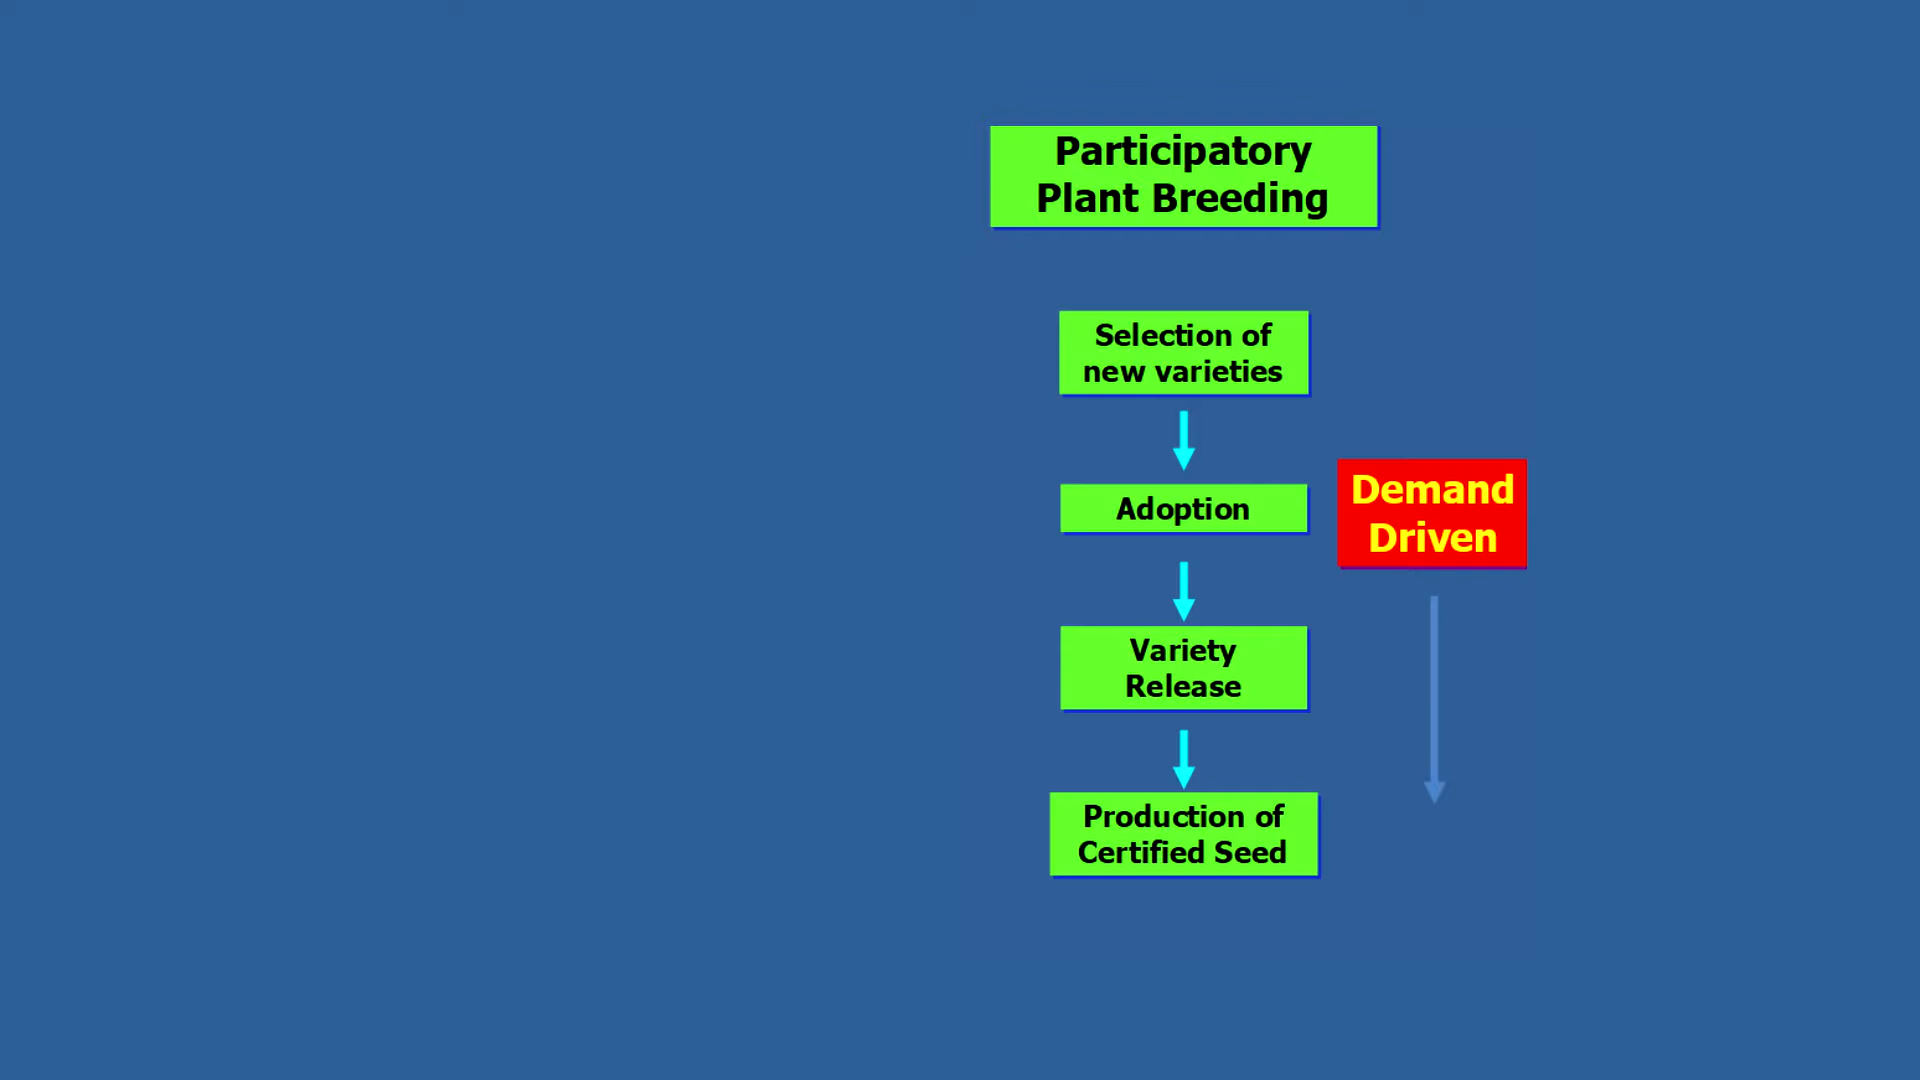 Participatory
Plant Breeding
Selection of
new varieties
Adoption
Demand
Driven
Variety
Release
Production of
Certified Seed